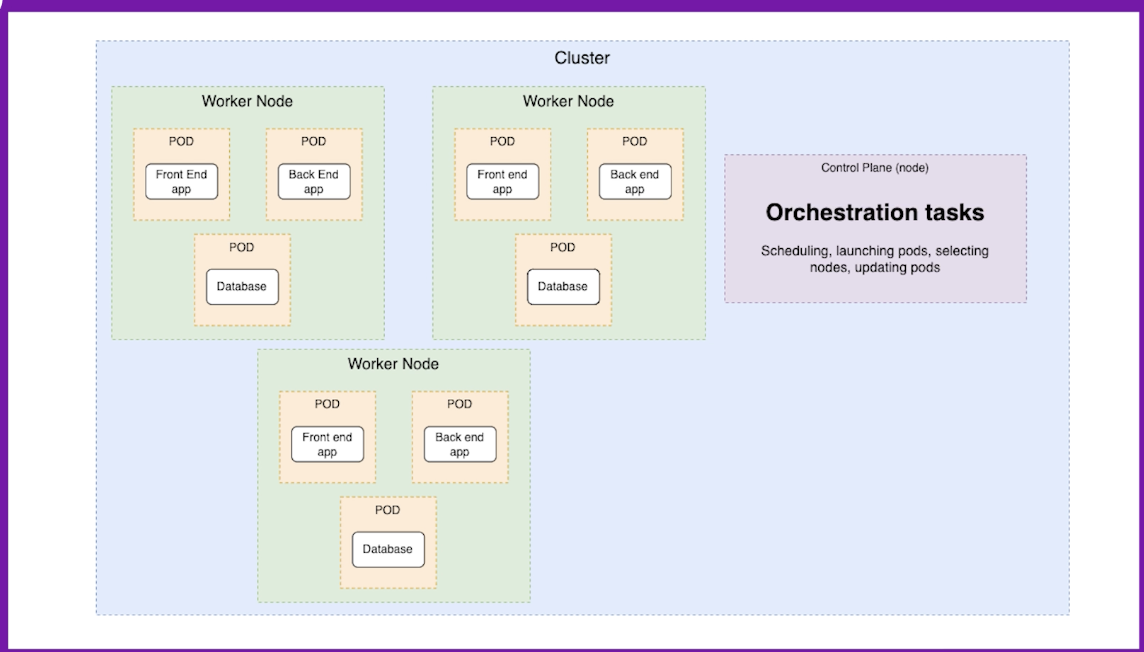 Cluster
Worker Node
POD
Front End
app
POD
Back End
app
POD
Database
Worker Node
POD
Front end
app
POD
Back end
app
POD
Database
Control Plane (node)
Orchestration tasks
Scheduling, launching pods, selecting
nodes, updating pods
Worker Node
POD
Front end
app
POD
Back end
app
POD
Database